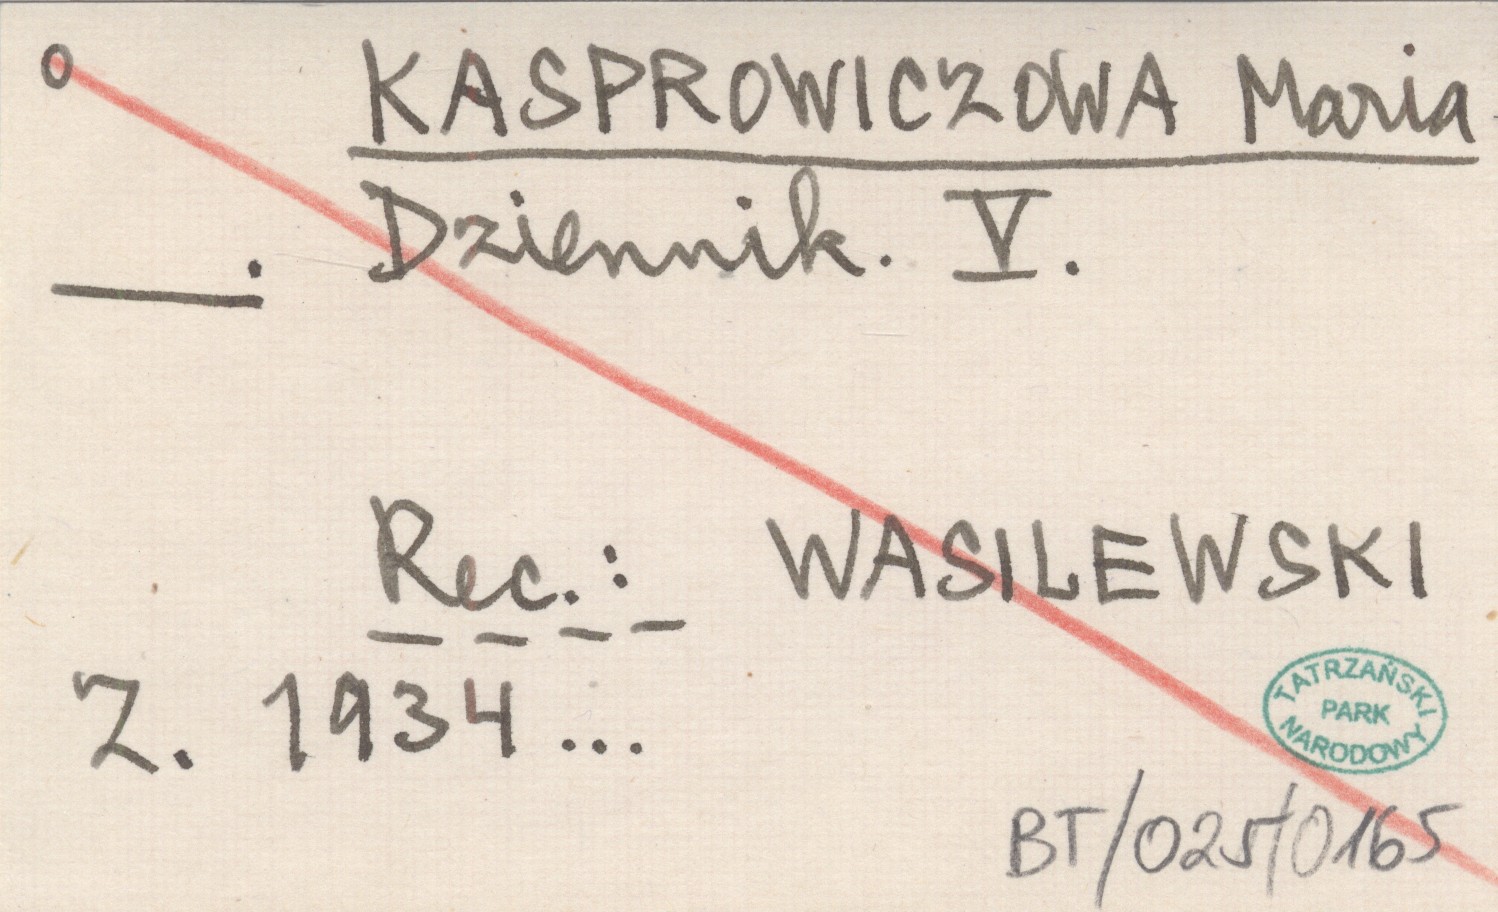 o KASPROWICZOWA Maria
Dziennik. V.
Rec.: WASILEWSKI
Z. 1934...
TATRZAŃSKI
PARK
NARODOWY
BT/025/0165